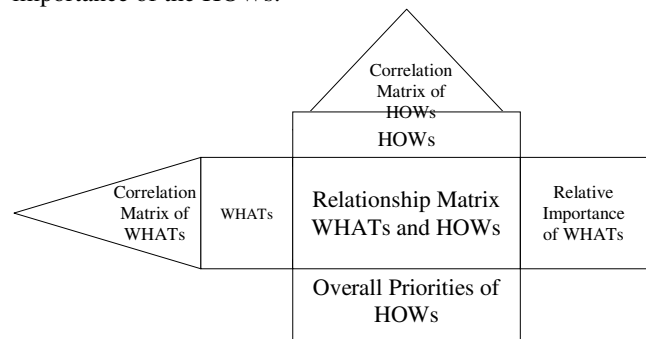 importance of the HOWs.
Correlation
Matrix of
HOWs
HOWs
Correlation
Matrix of
WHATs
WHATs
Relationship Matrix
WHATs and HOWs
Relative
Importance
of WHATs
Overall Priorities of
HOWs